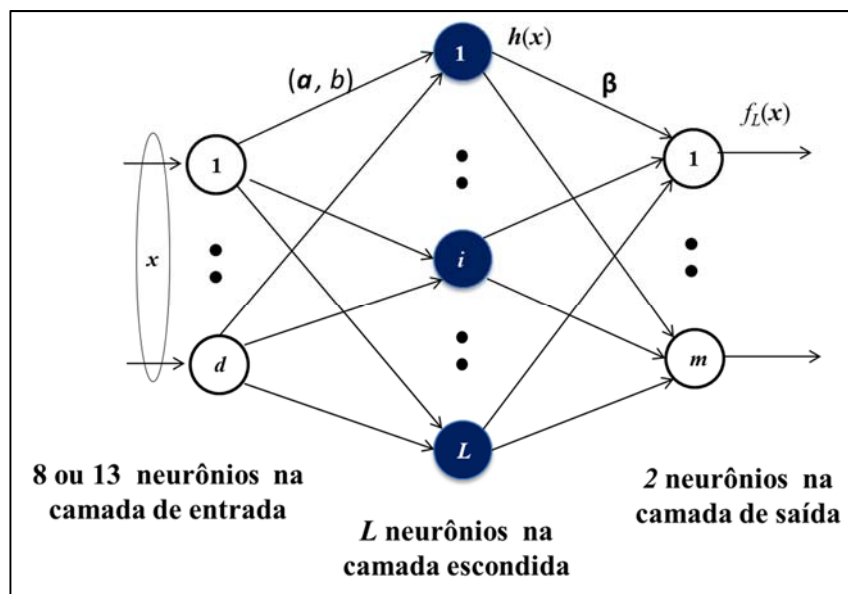 1
h(x)
(a, b)
β
f_L(x)
1
1
x
i
d
m
L
8 ou 13 neurônios na
camada de entrada
2 neurônios na
camada de saída
L neurônios na
camada escondida